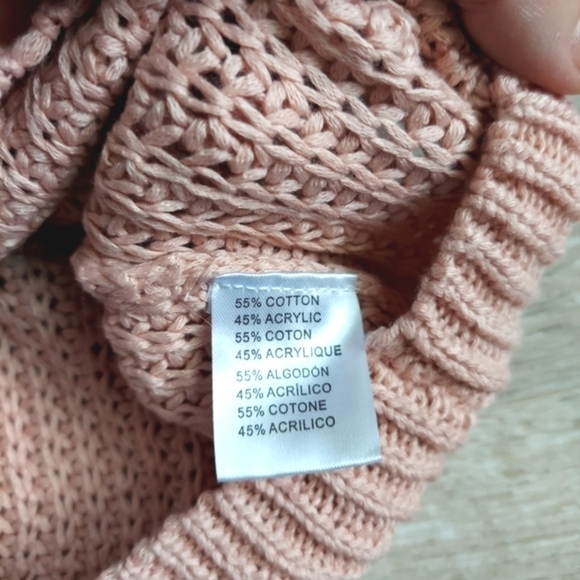 55% COTTON
45% ACRYLIC
55% COTON
45% ACRYLIQUE
55% ALGODÓN
45% ACRÍLICO
55% COTONE
45% ACRILICO